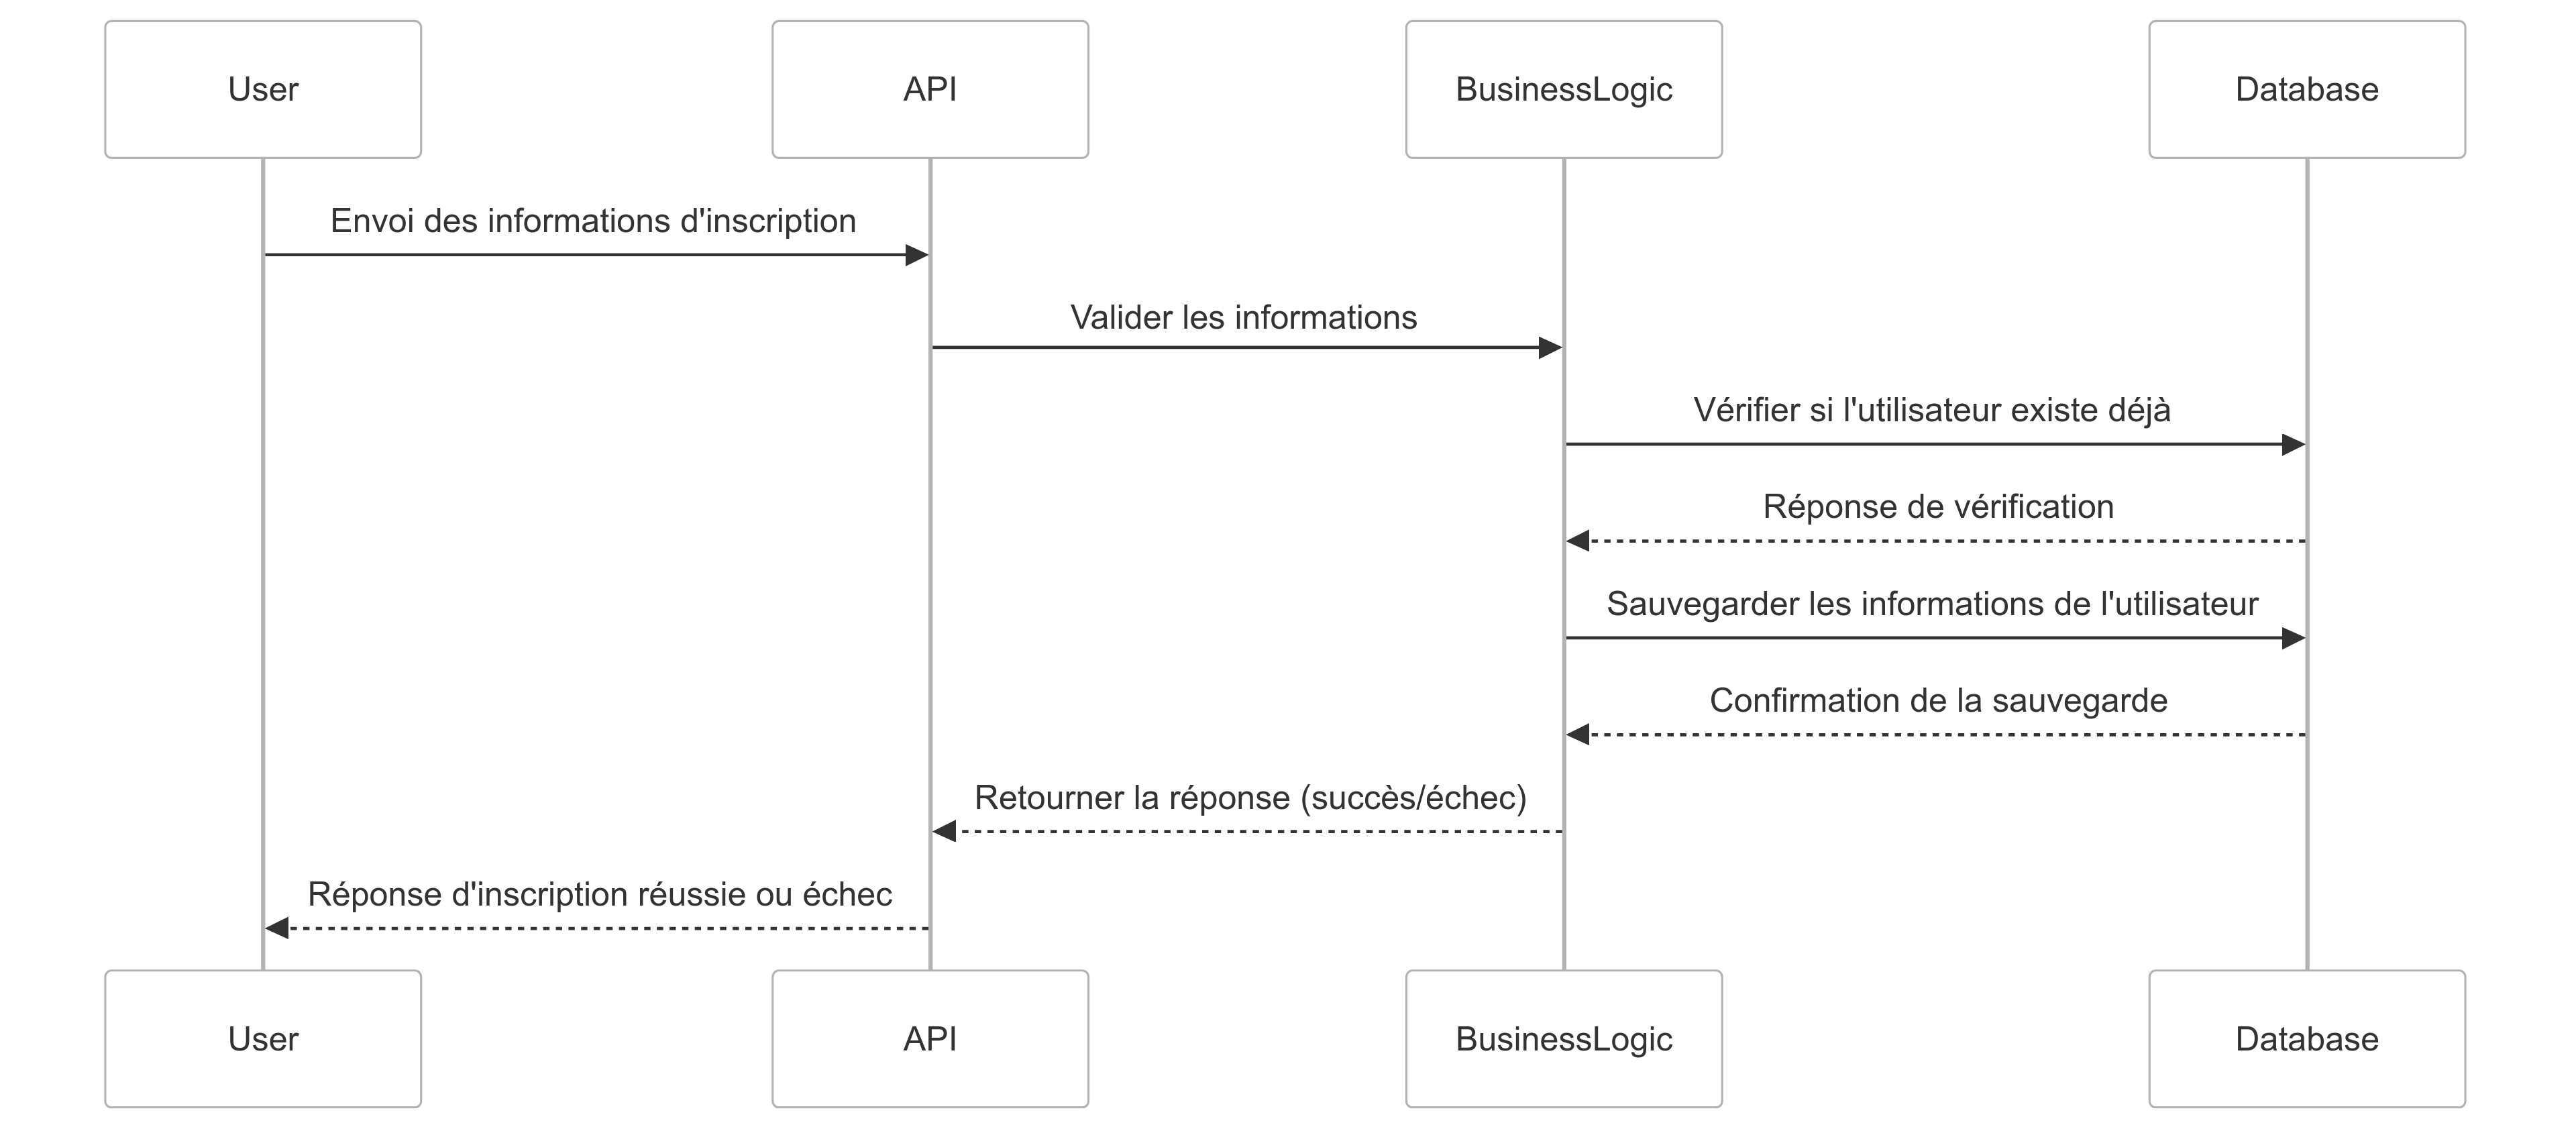 User
API
BusinessLogic
Database
Envoi des informations d'inscription
Valider les informations
Vérifier si l'utilisateur existe déjà
Réponse de vérification
Sauvegarder les informations de l'utilisateur
Confirmation de la sauvegarde
Retourner la réponse (succès/échec)
Réponse d'inscription réussie ou échec
User
API
BusinessLogic
Database